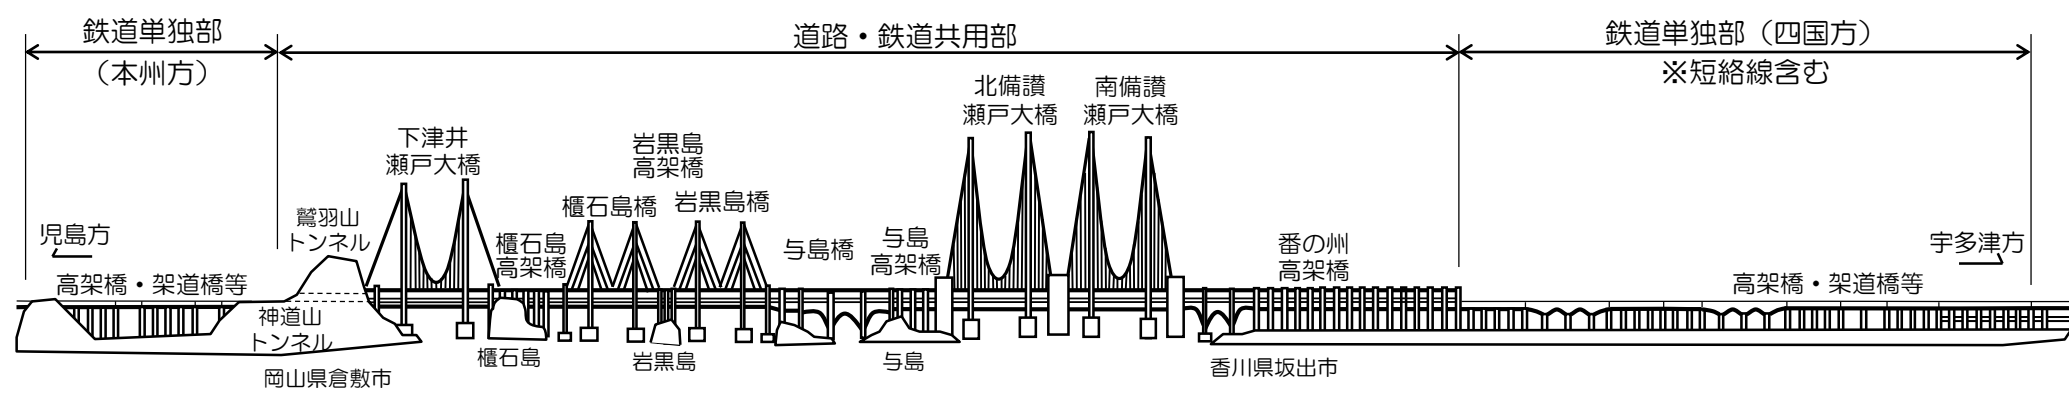 鉄道単独部
（本州方）
道路・鉄道共用部
鉄道単独部（四国方）
※短絡線含む
北備讃
瀬戸大橋
南備讃
瀬戸大橋
下津井
瀬戸大橋
岩黒島
高架橋
櫃石島橋
岩黒島橋
鷲羽山
トンネル
児島方
櫃石島
高架橋
与島橋
与島
高架橋
番の州
高架橋
宇多津方
高架橋・架道橋等
高架橋・架道橋等
神道山
トンネル
櫃石島
岩黒島
与島
香川県坂出市
岡山県倉敷市